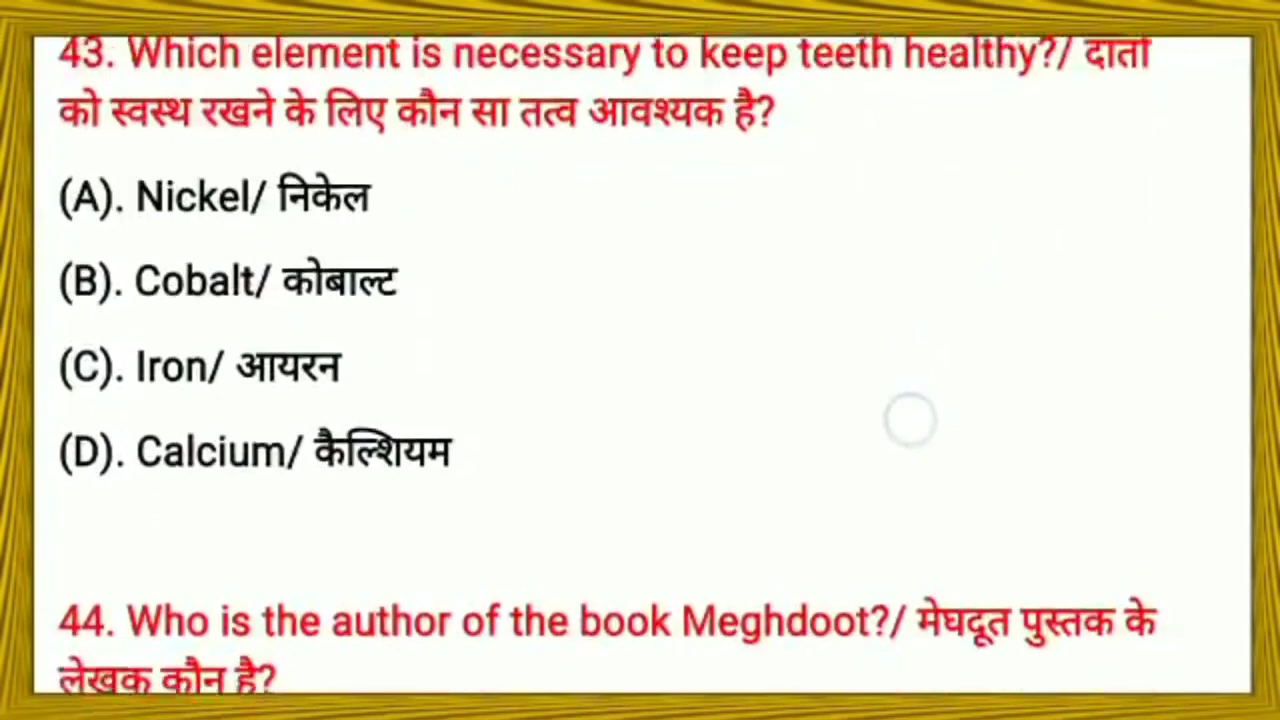 43. Which element is necessary to keep teeth healthy?/ दातों
को स्वस्थ रखने के लिए कौन सा तत्व आवश्यक है?
(A). Nickel/ निकेल
(B). Cobalt/ कोबाल्ट
(C). Iron/ आयरन
(D). Calcium/ कैल्शियम
44. Who is the author of the book Meghdoot?/ मेघदूत पुस्तक के
लेखक कौन है?